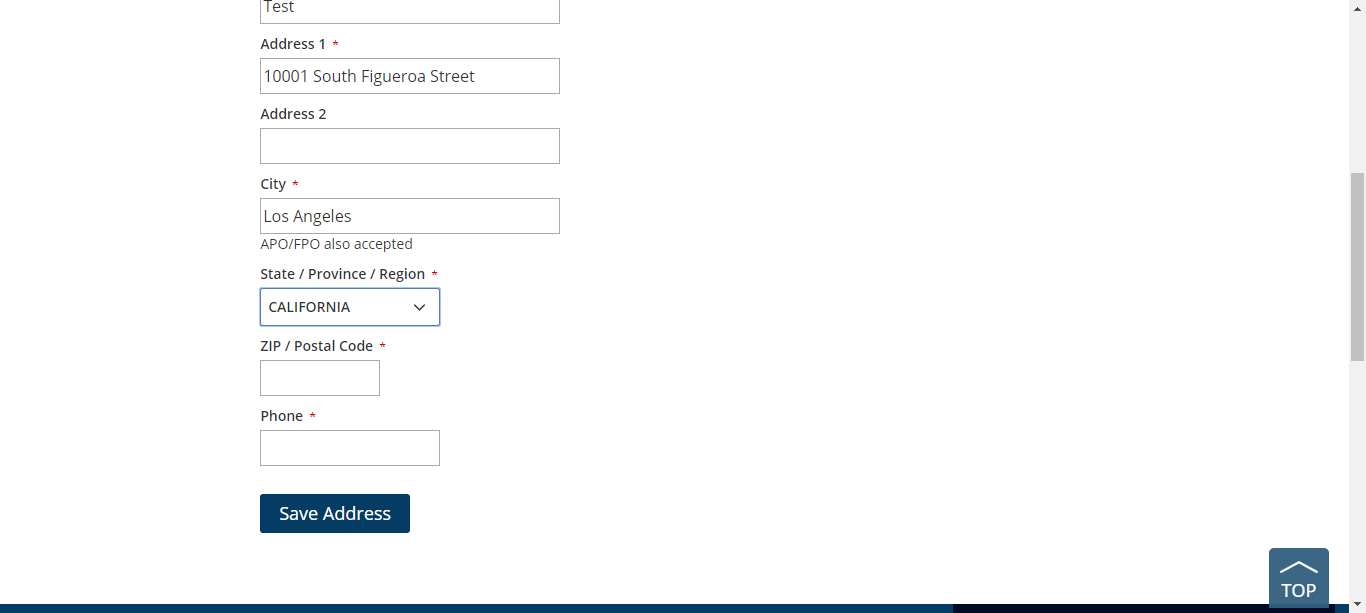 Test
Address 1 *
10001 South Figueroa Street
Address 2
City *
Los Angeles
APO/FPO also accepted
State / Province / Region *
CALIFORNIA
ZIP / Postal Code *
Phone *
Save Address
TOP